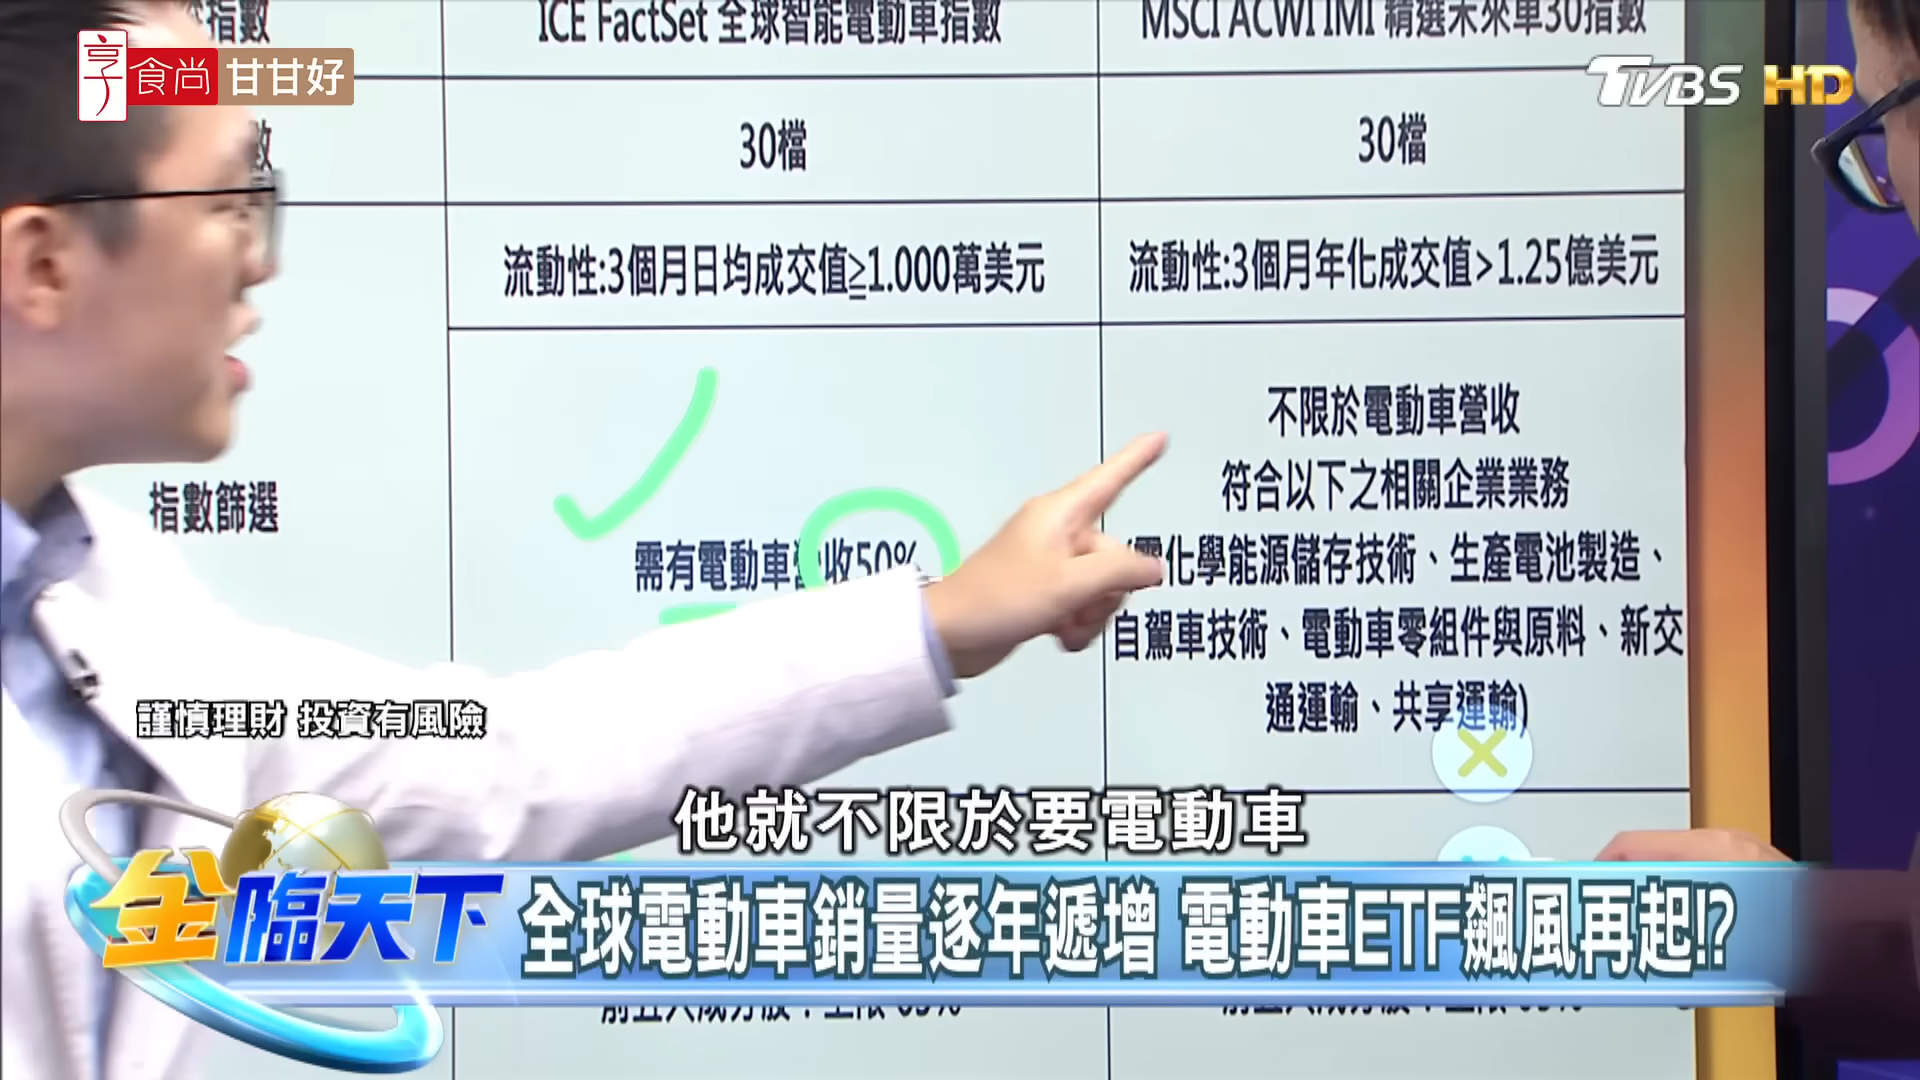 指數
ICE FactSet 全球智能電動車指數
MSCI ACWI IMI 精選未來車30指數
享食尚 甘甘好
TVBS HD
數
30檔
30檔
流動性:3個月日均成交值≥1.000萬美元
流動性:3個月年化成交值>1.25億美元
指數篩選
需有電動車營收50%
不限於電動車營收
符合以下之相關企業業務
(電化學能源儲存技術、生產電池製造、
自駕車技術、電動車零組件與原料、新交
通運輸、共享運輸)
謹慎理財 投資有風險
他就不限於要電動車
金臨天下
全球電動車銷量逐年遞增 電動車ETF飆風再起!?